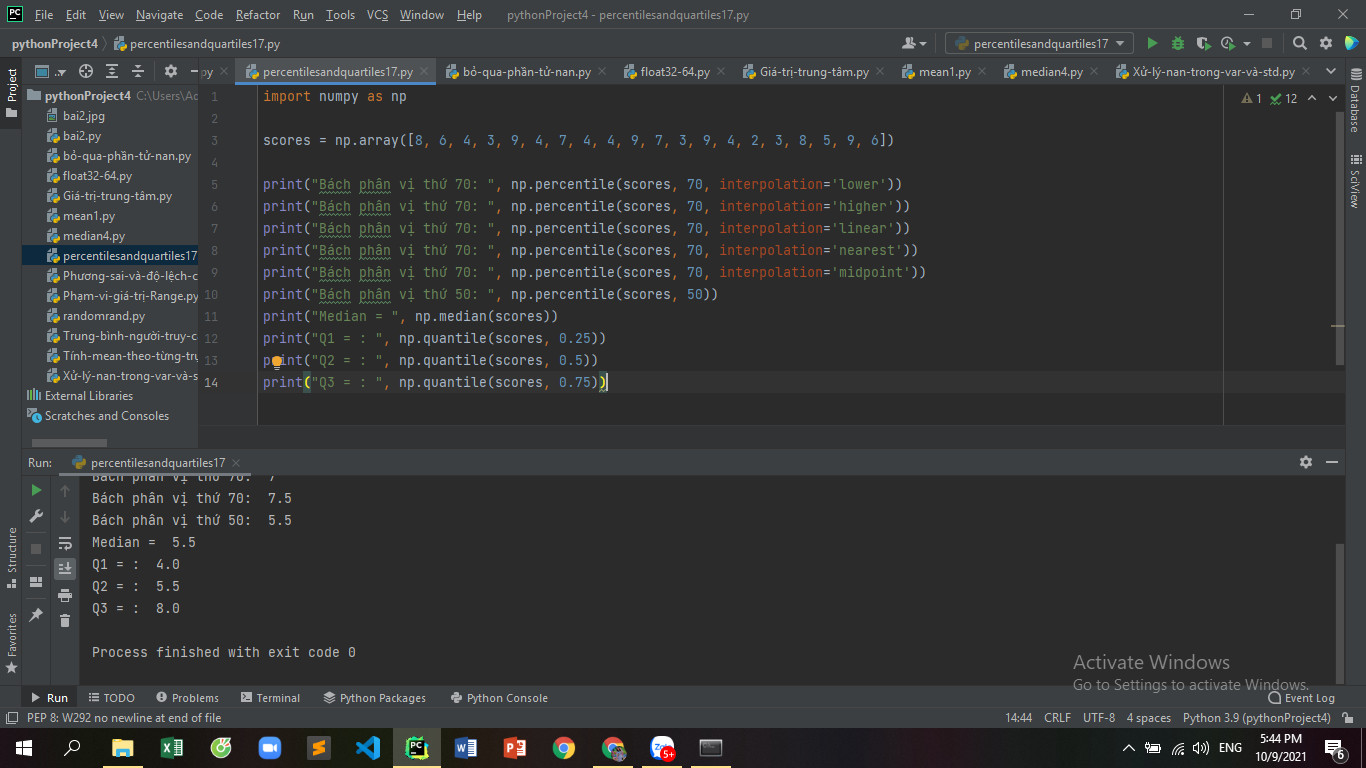 PC File Edit View Navigate Code Refactor Run Tools VCS Window Help pythonProject4 - percentilesandquartiles17.py
pythonProject4 percentilesandquartiles17.py percentilesandquartiles17
.py percentilesandquartiles17.py bỏ-qua-phần-tử-nan.py float32-64.py Giá-trị-trung-tâm.py mean1.py median4.py Xử-lý-nan-trong-var-và-std.py
Project
pythonProject4 C:\Users\Ad
bai2.jpg
bai2.py
bỏ-qua-phần-tử-nan.py
float32-64.py
Giá-trị-trung-tâm.py
mean1.py
median4.py
percentilesandquartiles17
Phương-sai-và-độ-lệch-c
Phạm-vi-giá-trị-Range.py
randomrand.py
Trung-bình-người-truy-c
Tính-mean-theo-từng-trụ
Xử-lý-nan-trong-var-và-s
External Libraries
Scratches and Consoles
1 import numpy as np
2
3 scores = np.array([8, 6, 4, 3, 9, 4, 7, 4, 4, 9, 7, 3, 9, 4, 2, 3, 8, 5, 9, 6])
4
5 print("Bách phân vị thứ 70: ", np.percentile(scores, 70, interpolation='lower'))
6 print("Bách phân vị thứ 70: ", np.percentile(scores, 70, interpolation='higher'))
7 print("Bách phân vị thứ 70: ", np.percentile(scores, 70, interpolation='linear'))
8 print("Bách phân vị thứ 70: ", np.percentile(scores, 70, interpolation='nearest'))
9 print("Bách phân vị thứ 70: ", np.percentile(scores, 70, interpolation='midpoint'))
10 print("Bách phân vị thứ 50: ", np.percentile(scores, 50))
11 print("Median = ", np.median(scores))
12 print("Q1 = : ", np.quantile(scores, 0.25))
13 print("Q2 = : ", np.quantile(scores, 0.5))
14 print("Q3 = : ", np.quantile(scores, 0.75))
1 12
Database
SciView
Run: percentilesandquartiles17
Bách phân vị thứ 70: 7
Bách phân vị thứ 70: 7.5
Bách phân vị thứ 50: 5.5
Median = 5.5
Q1 = : 4.0
Q2 = : 5.5
Q3 = : 8.0
Process finished with exit code 0
Structure
Favorites
Activate Windows
Go to Settings to activate Windows.
Run TODO Problems Terminal Python Packages Python Console Event Log
PEP 8: W292 no newline at end of file 14:44 CRLF UTF-8 4 spaces Python 3.9 (pythonProject4)
5+
ENG
5:44 PM
10/9/2021
6